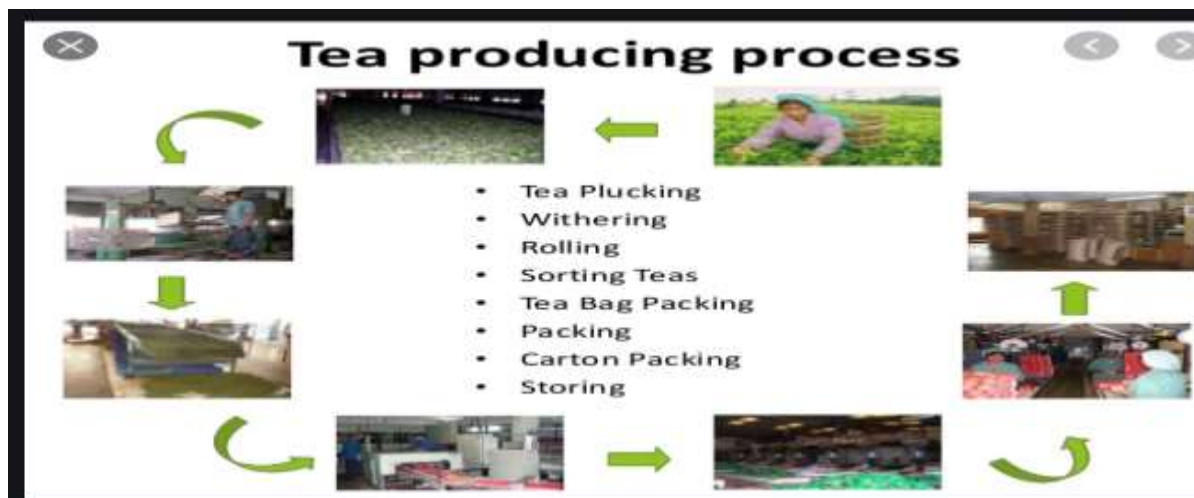 Tea producing process
• Tea Plucking
• Withering
• Rolling
• Sorting Teas
• Tea Bag Packing
• Packing
• Carton Packing
• Storing